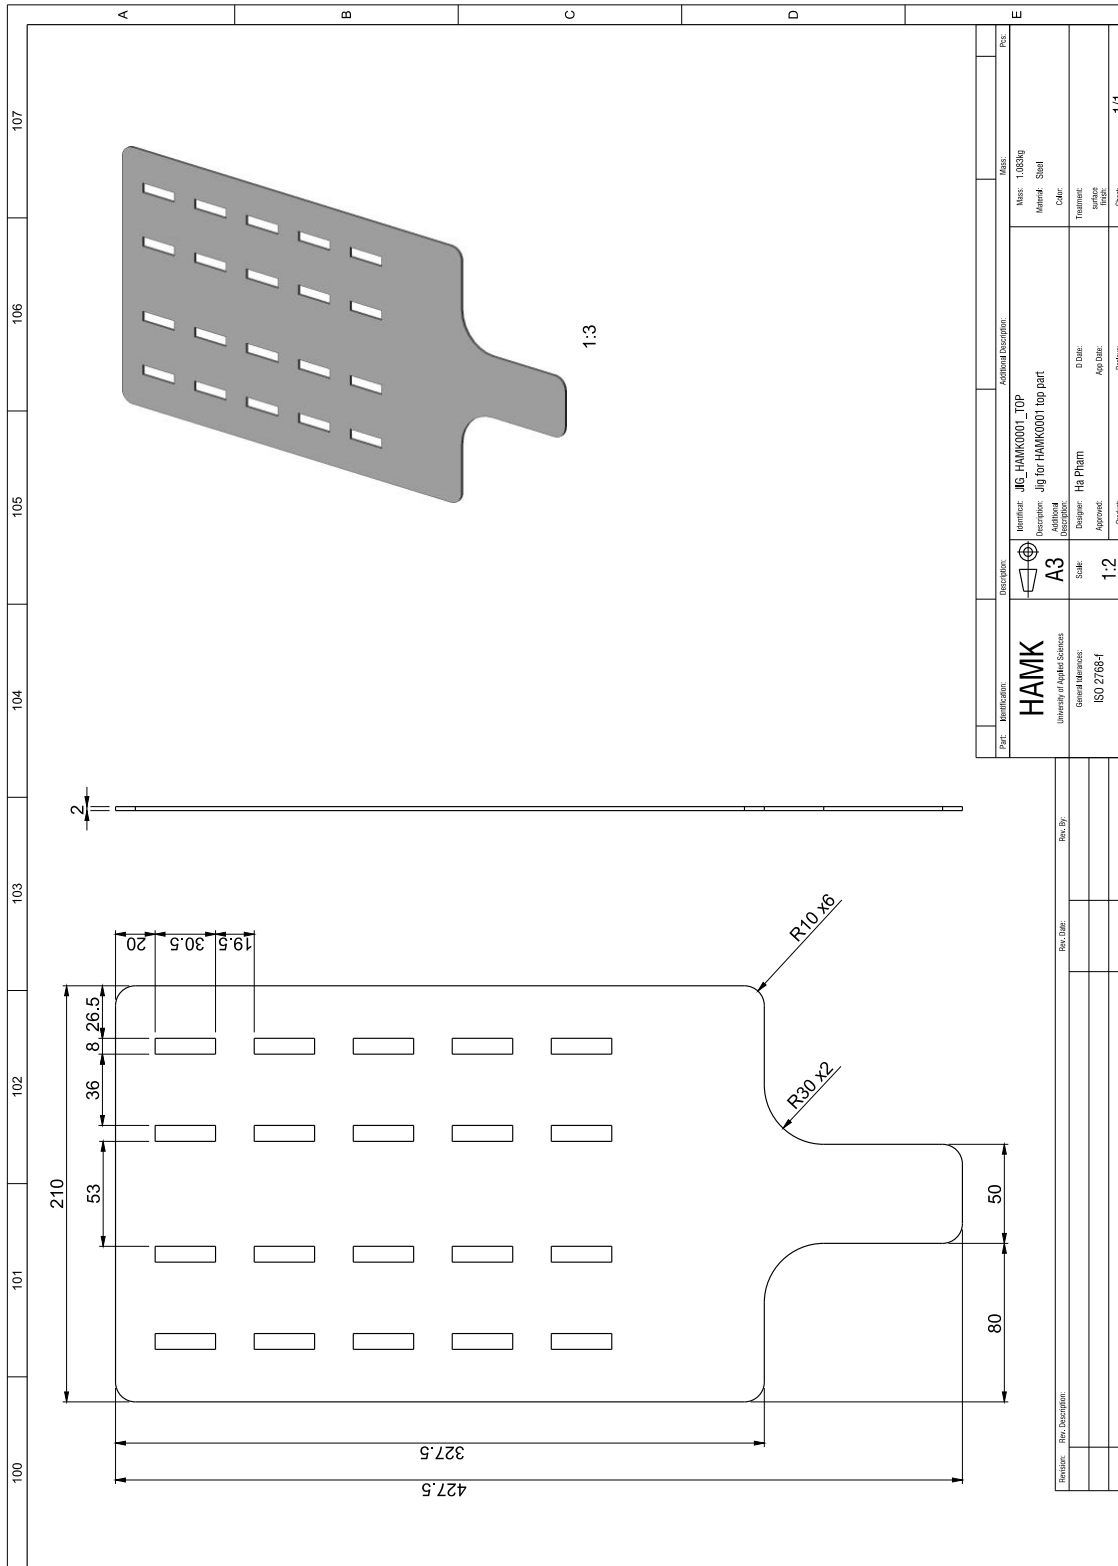 A
B
C
D
E
107
106
105
104
103
102
101
100
1:3
2
20
30.5
19.5
26.5
8
36
53
210
R10 x6
R30 x2
50
80
327.5
427.5
Part:
Identification:
Description:
Additional Description:
Mass:
Pcs:
HAMK
University of Applied Sciences
General tolerances:
ISO 2768-f
A3
Scale:
1:2
Identificat: JIG_HAMK0001_TOP
Description: Jig for HAMK0001 top part
Additional
Description:
Designer: Ha Pham
Approved:
D Date:
App Date:
Mass: 1.083kg
Material: Steel
Color:
Treatment:
surface
finish:
1/1
Revision:
Rev. Description:
Rev. Date:
Rev. By: